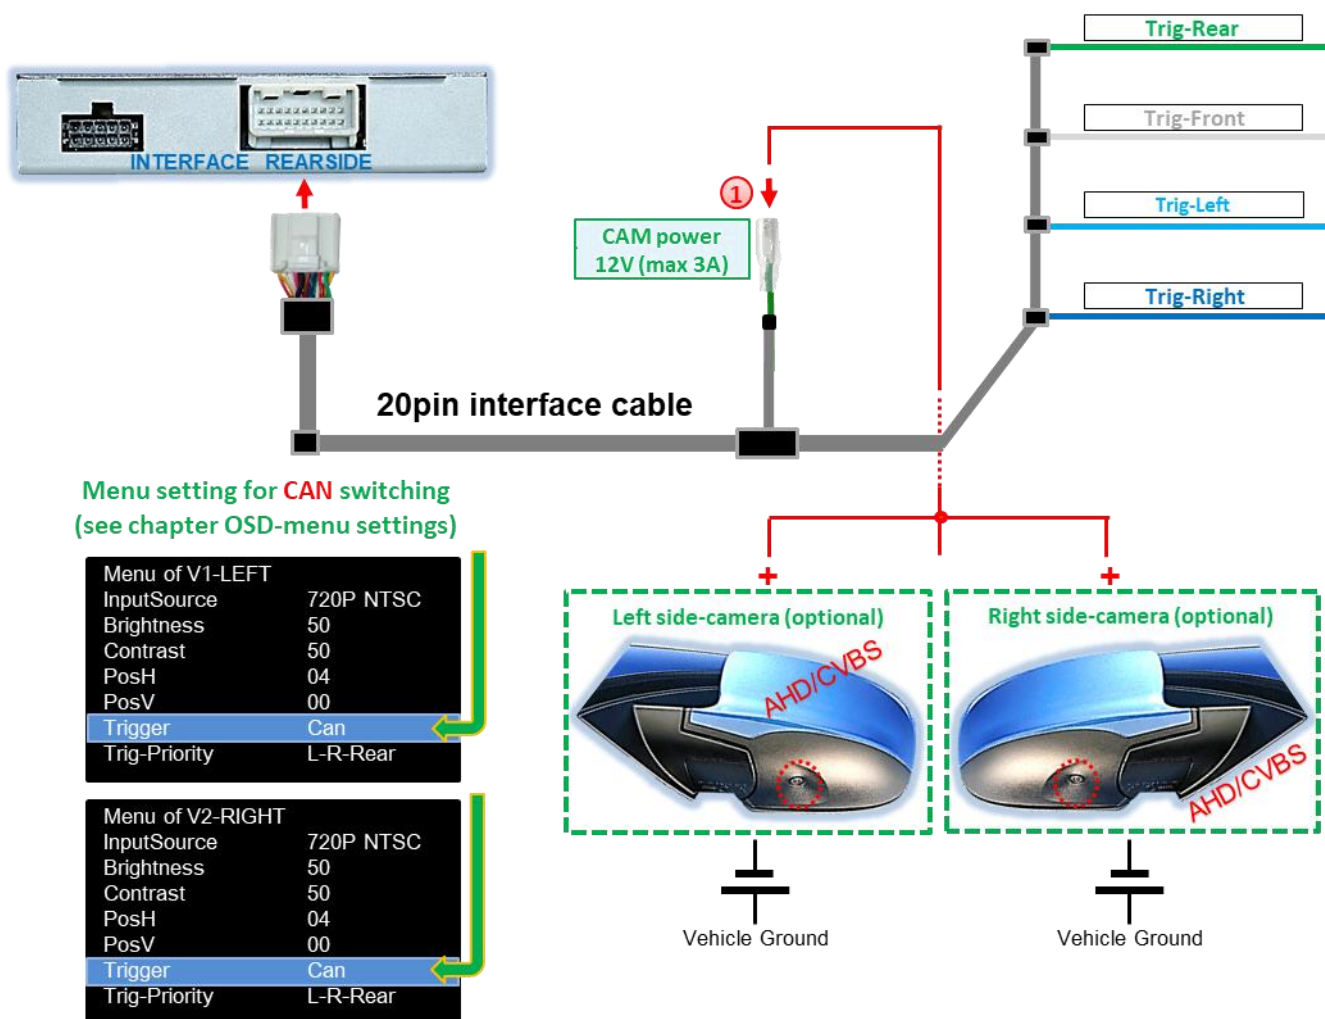 Trig-Rear
Trig-Front
Trig-Left
Trig-Right
INTERFACE REARSIDE
1
CAM power
12V (max 3A)
20pin interface cable
Menu setting for CAN switching
(see chapter OSD-menu settings)
Menu of V1-LEFT
InputSource 720P NTSC
Brightness 50
Contrast 50
PosH 04
PosV 00
Trigger Can
Trig-Priority L-R-Rear
Menu of V2-RIGHT
InputSource 720P NTSC
Brightness 50
Contrast 50
PosH 04
PosV 00
Trigger Can
Trig-Priority L-R-Rear
+
+
Left side-camera (optional)
AHD/CVBS
Right side-camera (optional)
AHD/CVBS
Vehicle Ground
Vehicle Ground